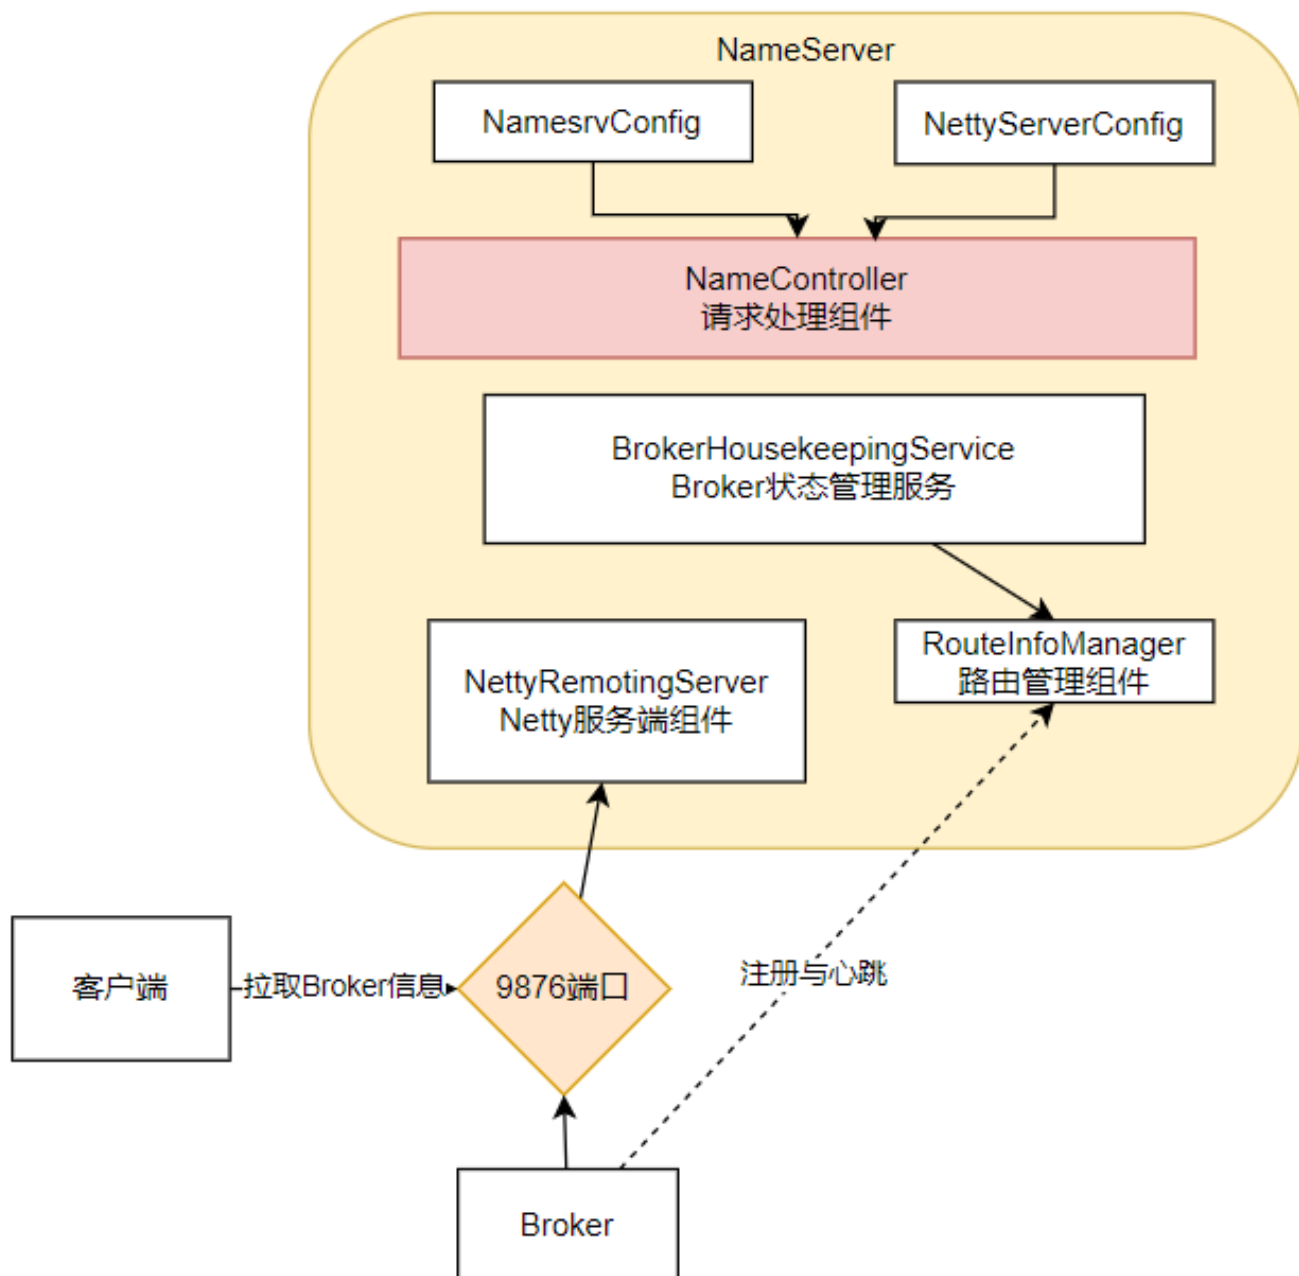 NameServer
NamesrvConfig
NettyServerConfig
NameController
请求处理组件
BrokerHousekeepingService
Broker状态管理服务
NettyRemotingServer
Netty服务端组件
RouteInfoManager
路由管理组件
客户端
拉取Broker信息
9876端口
注册与心跳
Broker